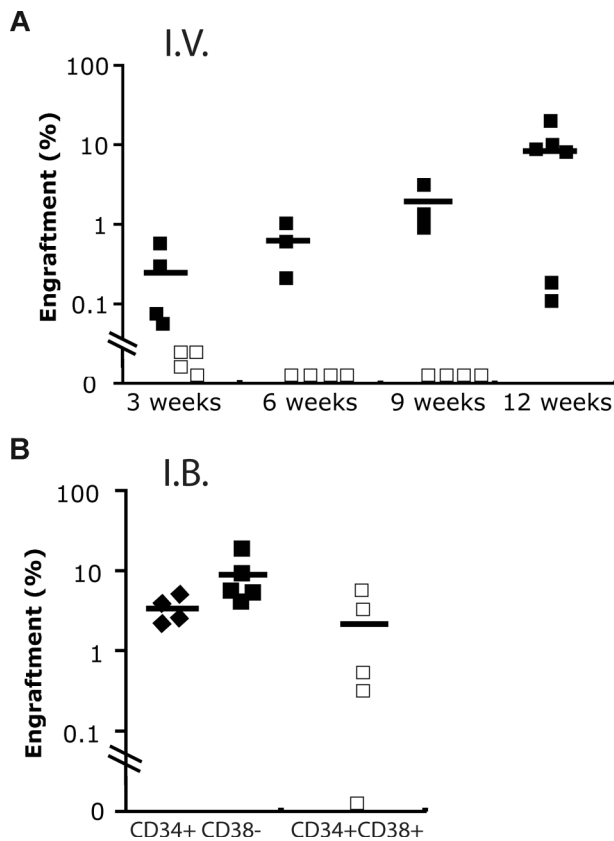 A
I.V.
Engraftment (%)
100
10
1
0.1
0
3 weeks 6 weeks 9 weeks 12 weeks
B
I.B.
Engraftment (%)
100
10
1
0.1
0
CD34+ CD38- CD34+CD38+